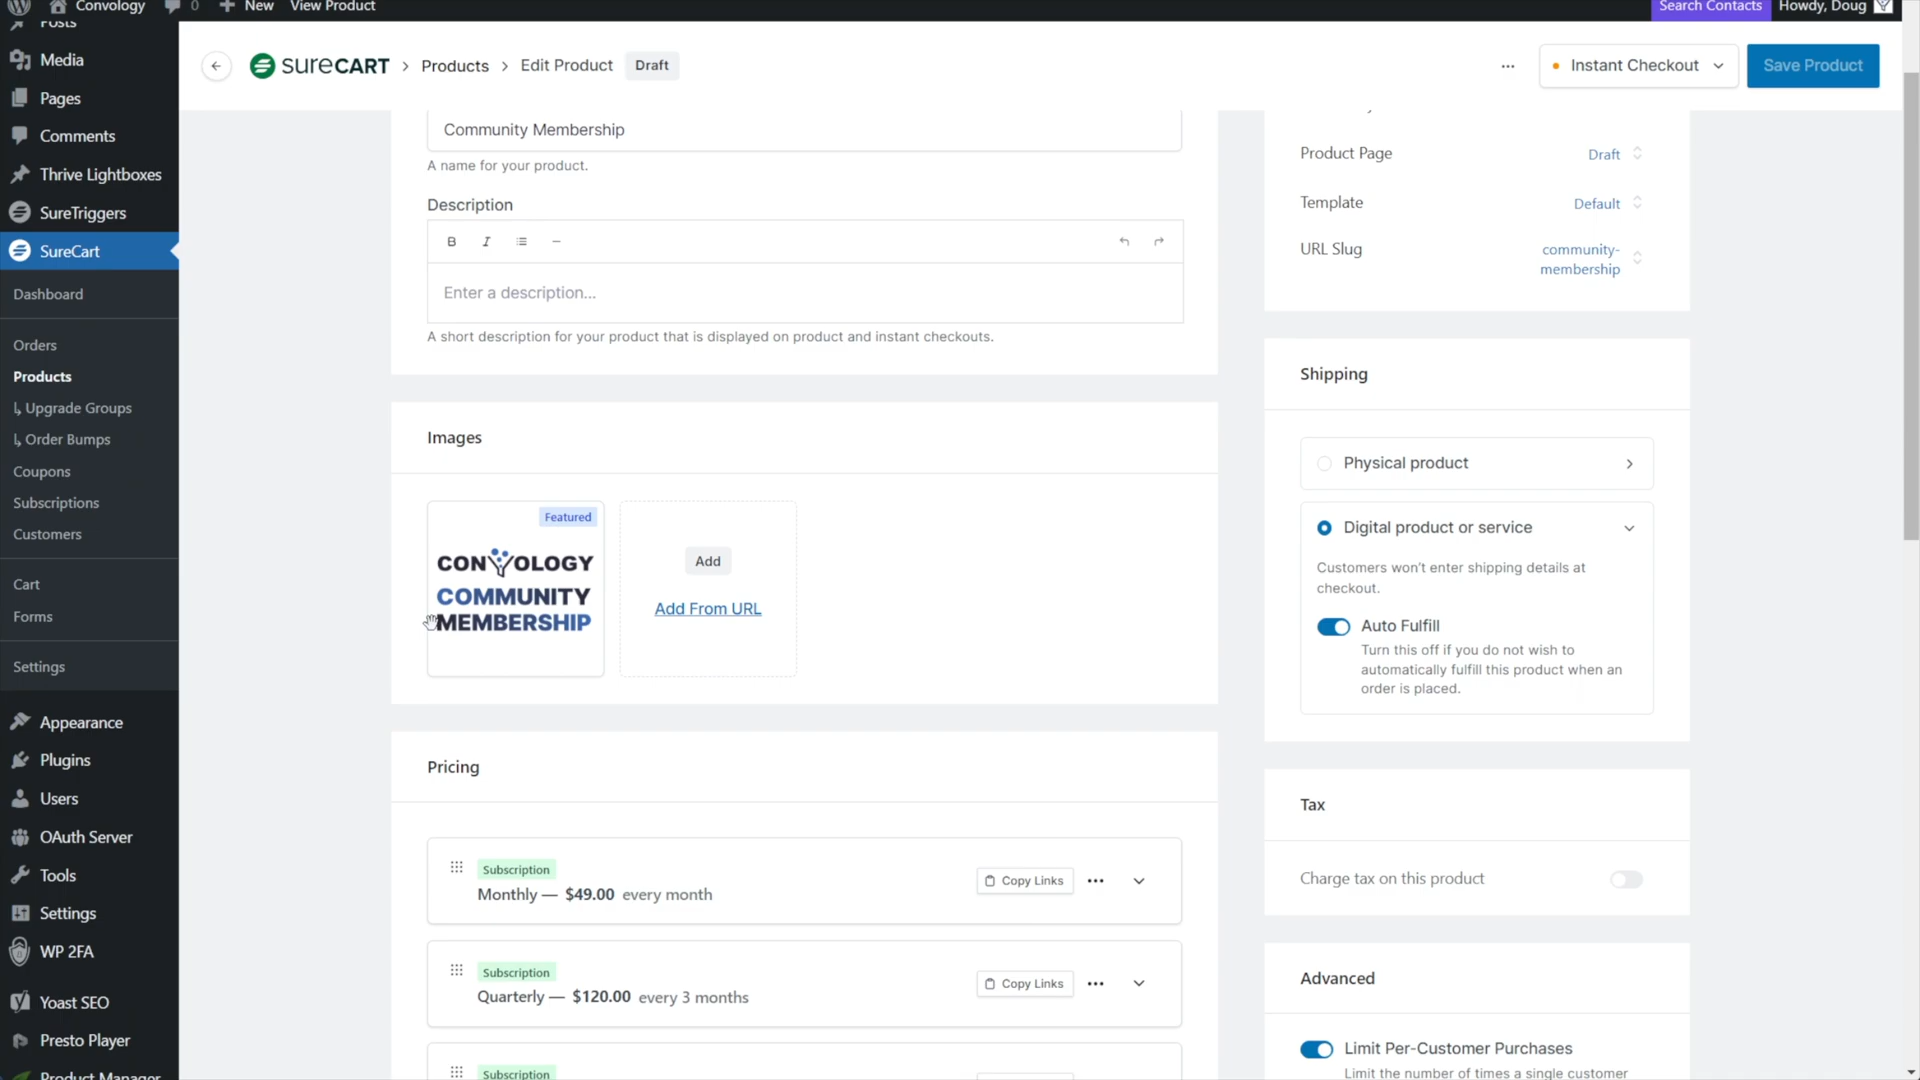 Convology
0
New
View Product
Search Contacts
Howdy, Doug
Posts
Media
Pages
Comments
Thrive Lightboxes
SureTriggers
SureCart
Dashboard
Orders
Products
↳ Upgrade Groups
↳ Order Bumps
Coupons
Subscriptions
Customers
Cart
Forms
Settings
Appearance
Plugins
Users
OAuth Server
Tools
Settings
WP 2FA
Yoast SEO
Presto Player
Product Manager
SURECART > Products > Edit Product Draft
... Instant Checkout Save Product
Community Membership
A name for your product.
Description
B I
Enter a description...
A short description for your product that is displayed on product and instant checkouts.
Images
Featured
CONVOLOGY
COMMUNITY
MEMBERSHIP
Add
Add From URL
Pricing
Subscription
Monthly — $49.00 every month
Copy Links
Subscription
Quarterly — $120.00 every 3 months
Copy Links
Subscription
Product Page Draft
Template Default
URL Slug community-
membership
Shipping
Physical product
Digital product or service
Customers won't enter shipping details at
checkout.
Auto Fulfill
Turn this off if you do not wish to
automatically fulfill this product when an
order is placed.
Tax
Charge tax on this product
Advanced
Limit Per-Customer Purchases
Limit the number of times a single customer